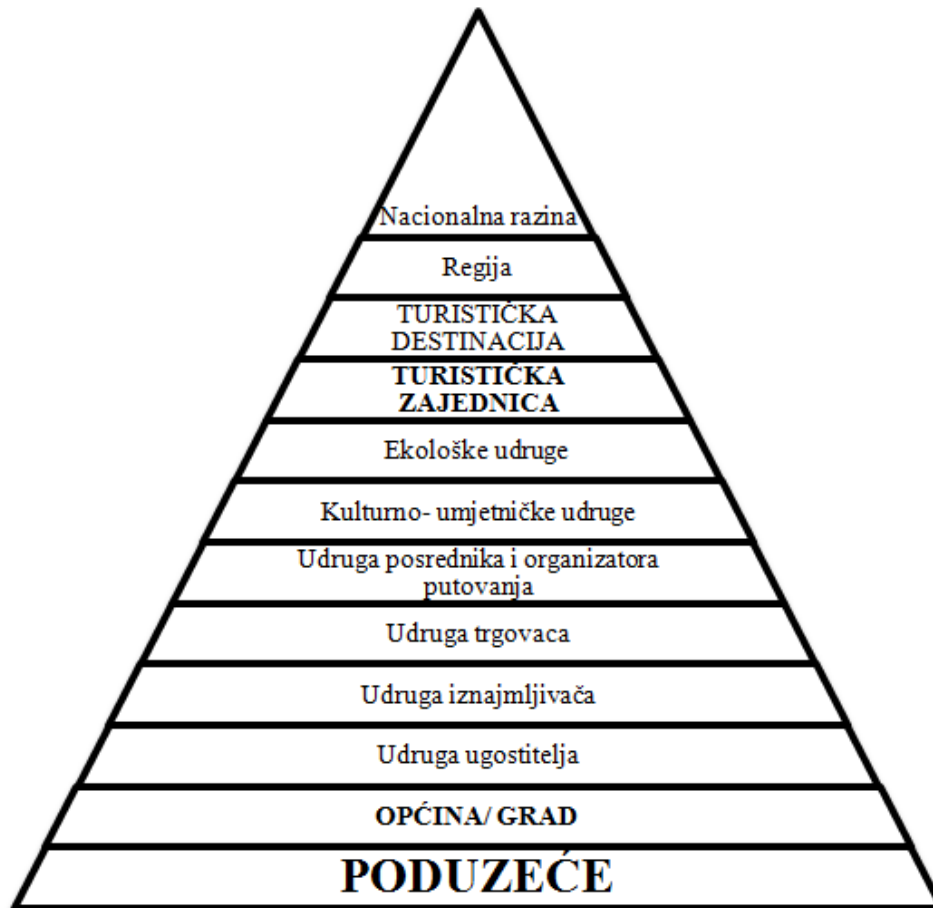 Nacionalna razina
Regija
TURISTIČKA
DESTINACIJA
TURISTIČKA
ZAJEDNICA
Ekološke udruge
Kulturno- umjetničke udruge
Udruga posrednika i organizatora
putovanja
Udruga trgovaca
Udruga iznajmljivača
Udruga ugostitelja
OPĆINA/ GRAD
PODUZEĆE